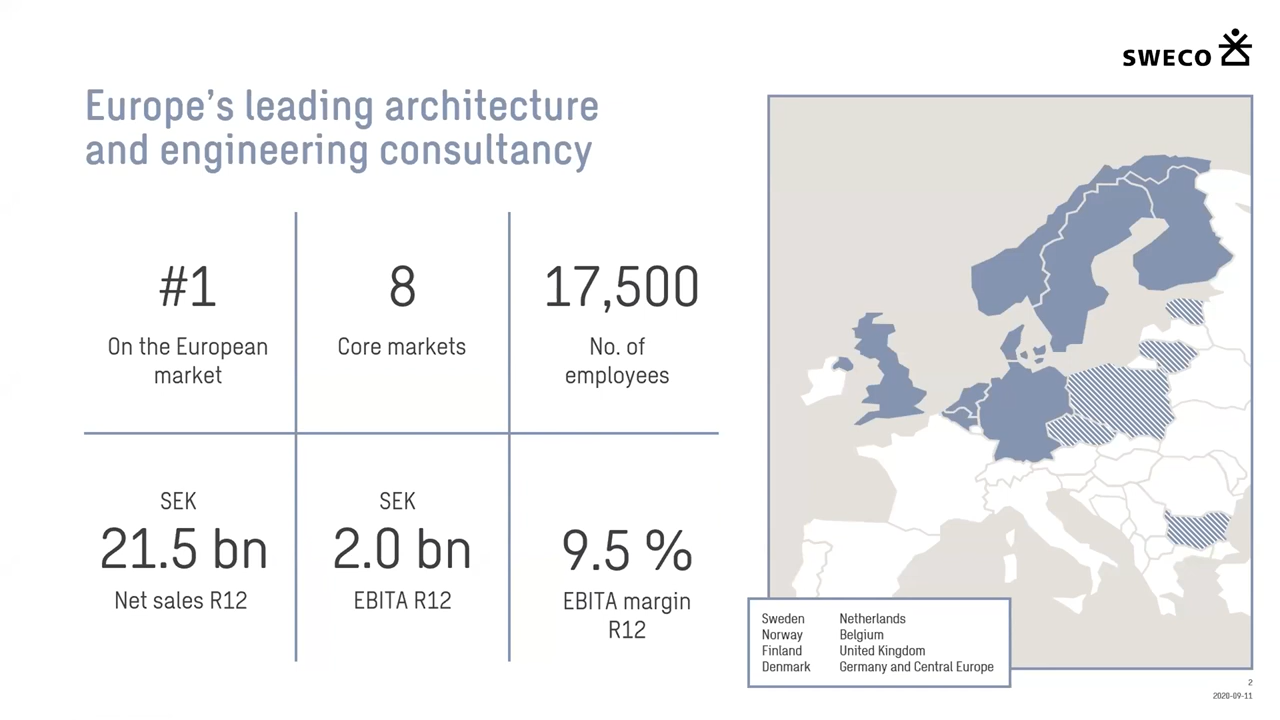 SWECO
Europe's leading architecture
and engineering consultancy
#1
On the European
market
8
Core markets
17,500
No. of
employees
SEK
21.5 bn
Net sales R12
SEK
2.0 bn
EBITA R12
9.5 %
EBITA margin
R12
Sweden Netherlands
Norway Belgium
Finland United Kingdom
Denmark Germany and Central Europe
2
2020-09-11